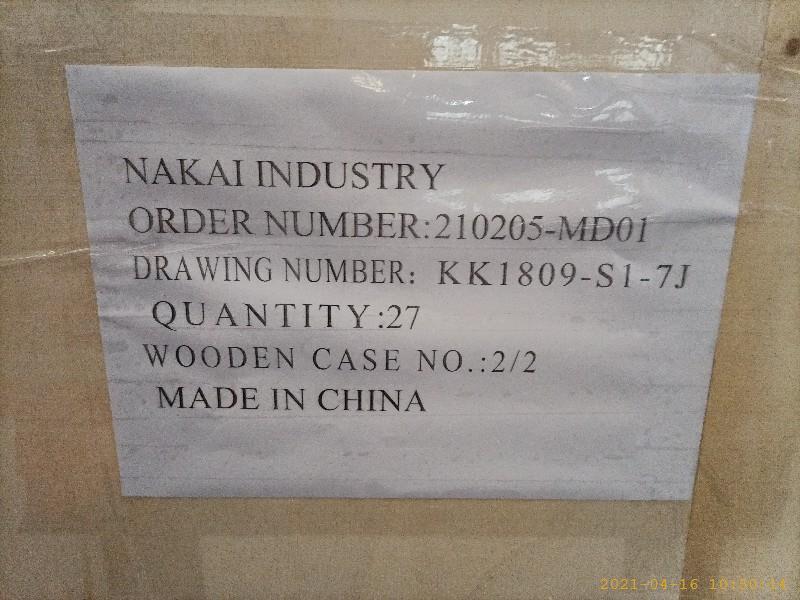 NAKAI INDUSTRY
ORDER NUMBER:210205-MD01
DRAWING NUMBER: KK1809-S1-7J
QUANTITY:27
WOODEN CASE NO.:2/2
MADE IN CHINA
2021-04-16 10:50:44